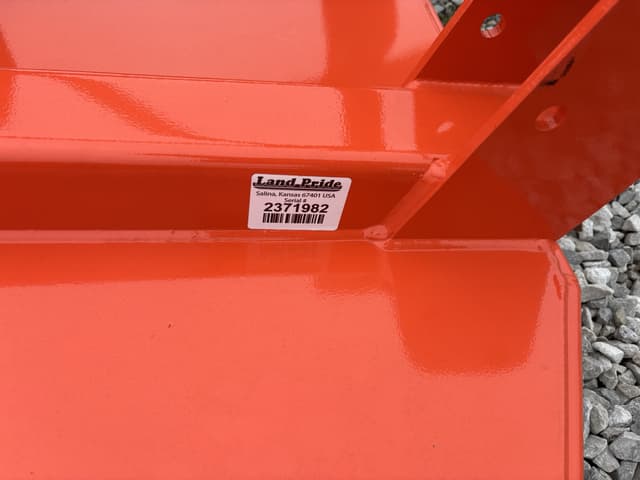 Land Pride
Salina, Kansas 67401 USA
Serial #
2371982